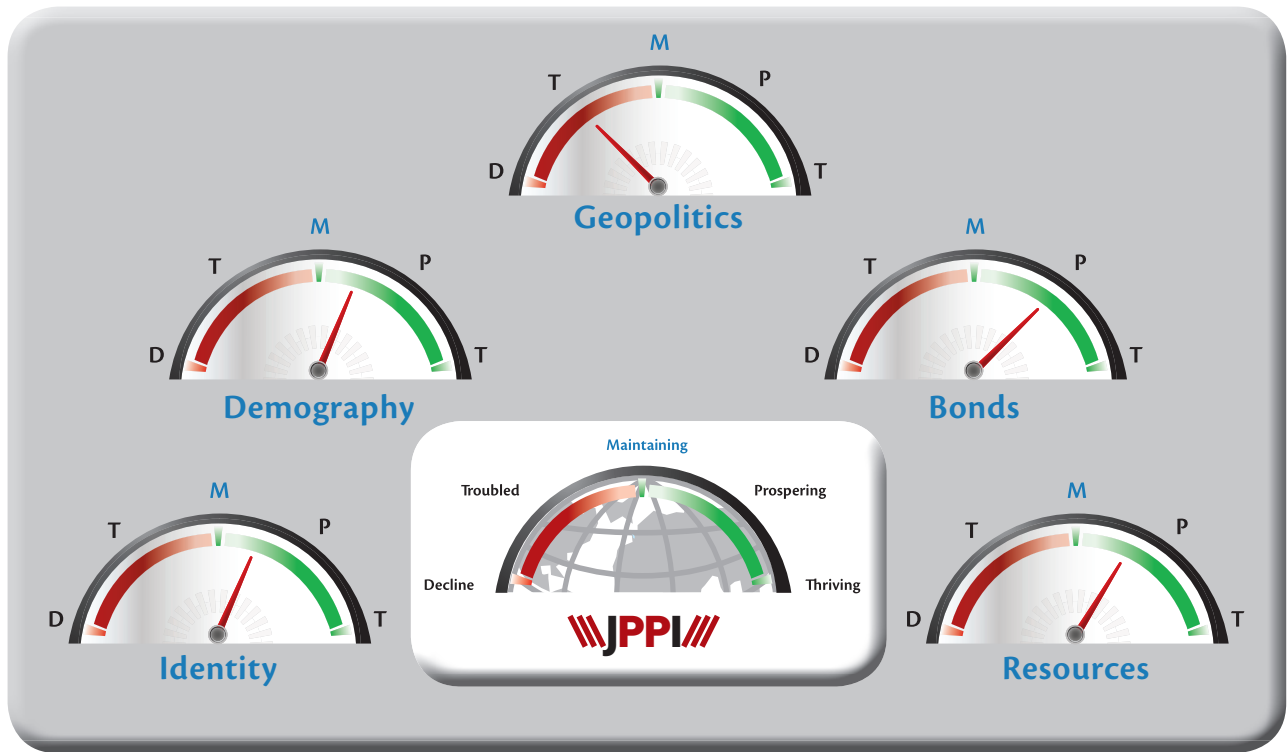 M
T
P
D
T
Geopolitics
M
T
P
D
T
Demography
M
T
P
D
T
Bonds
Maintaining
Troubled
Prospering
Decline
Thriving
JPPI
M
T
P
D
T
Identity
M
T
P
D
T
Resources